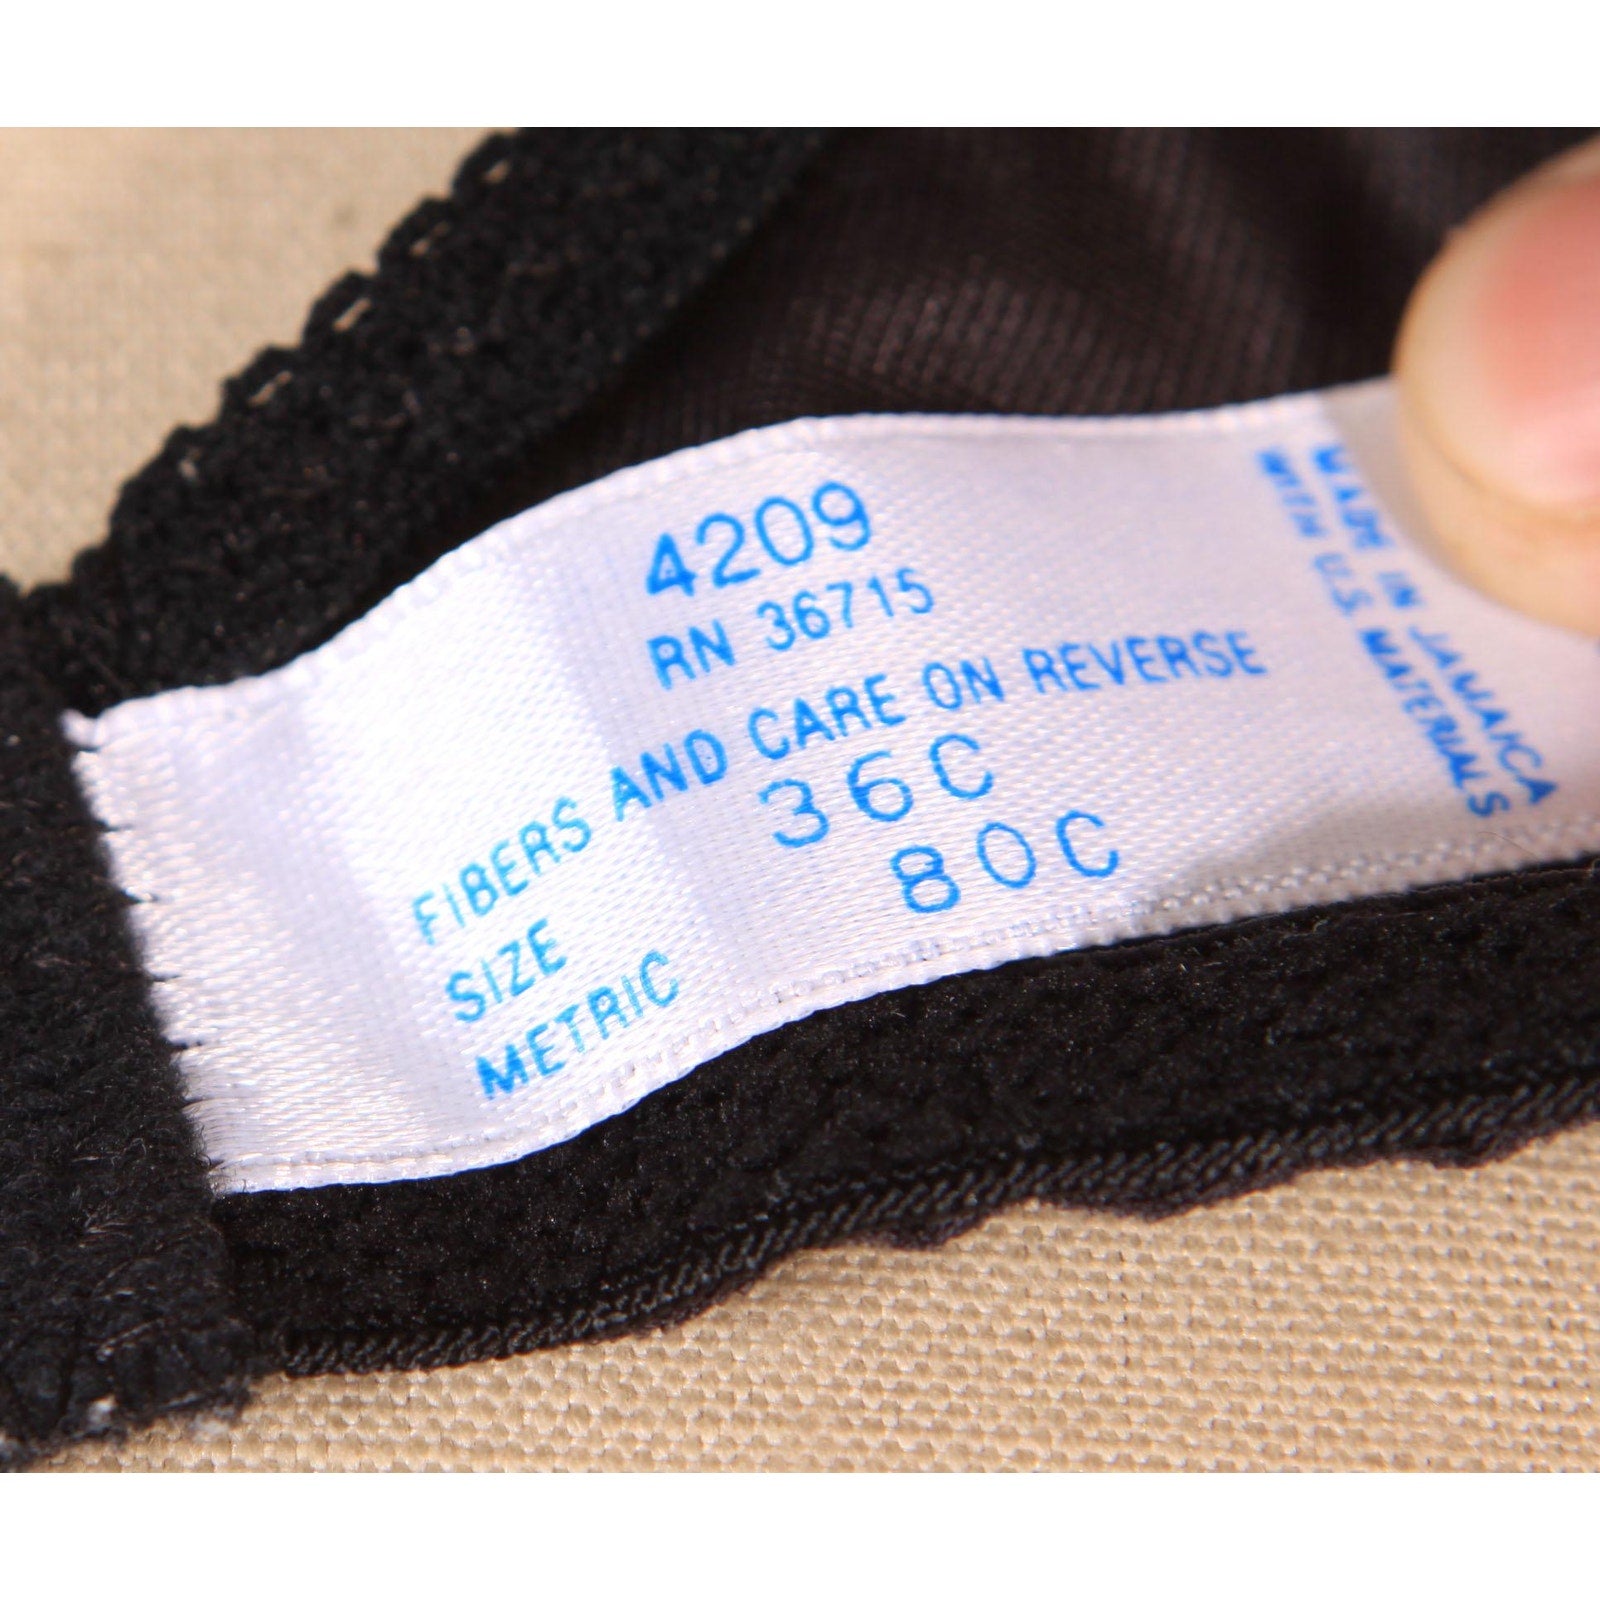 4209
RN 36715
FIBERS AND CARE ON REVERSE
SIZE 36C
METRIC 80C
MADE IN JAMAICA
WITH U.S. MATERIALS